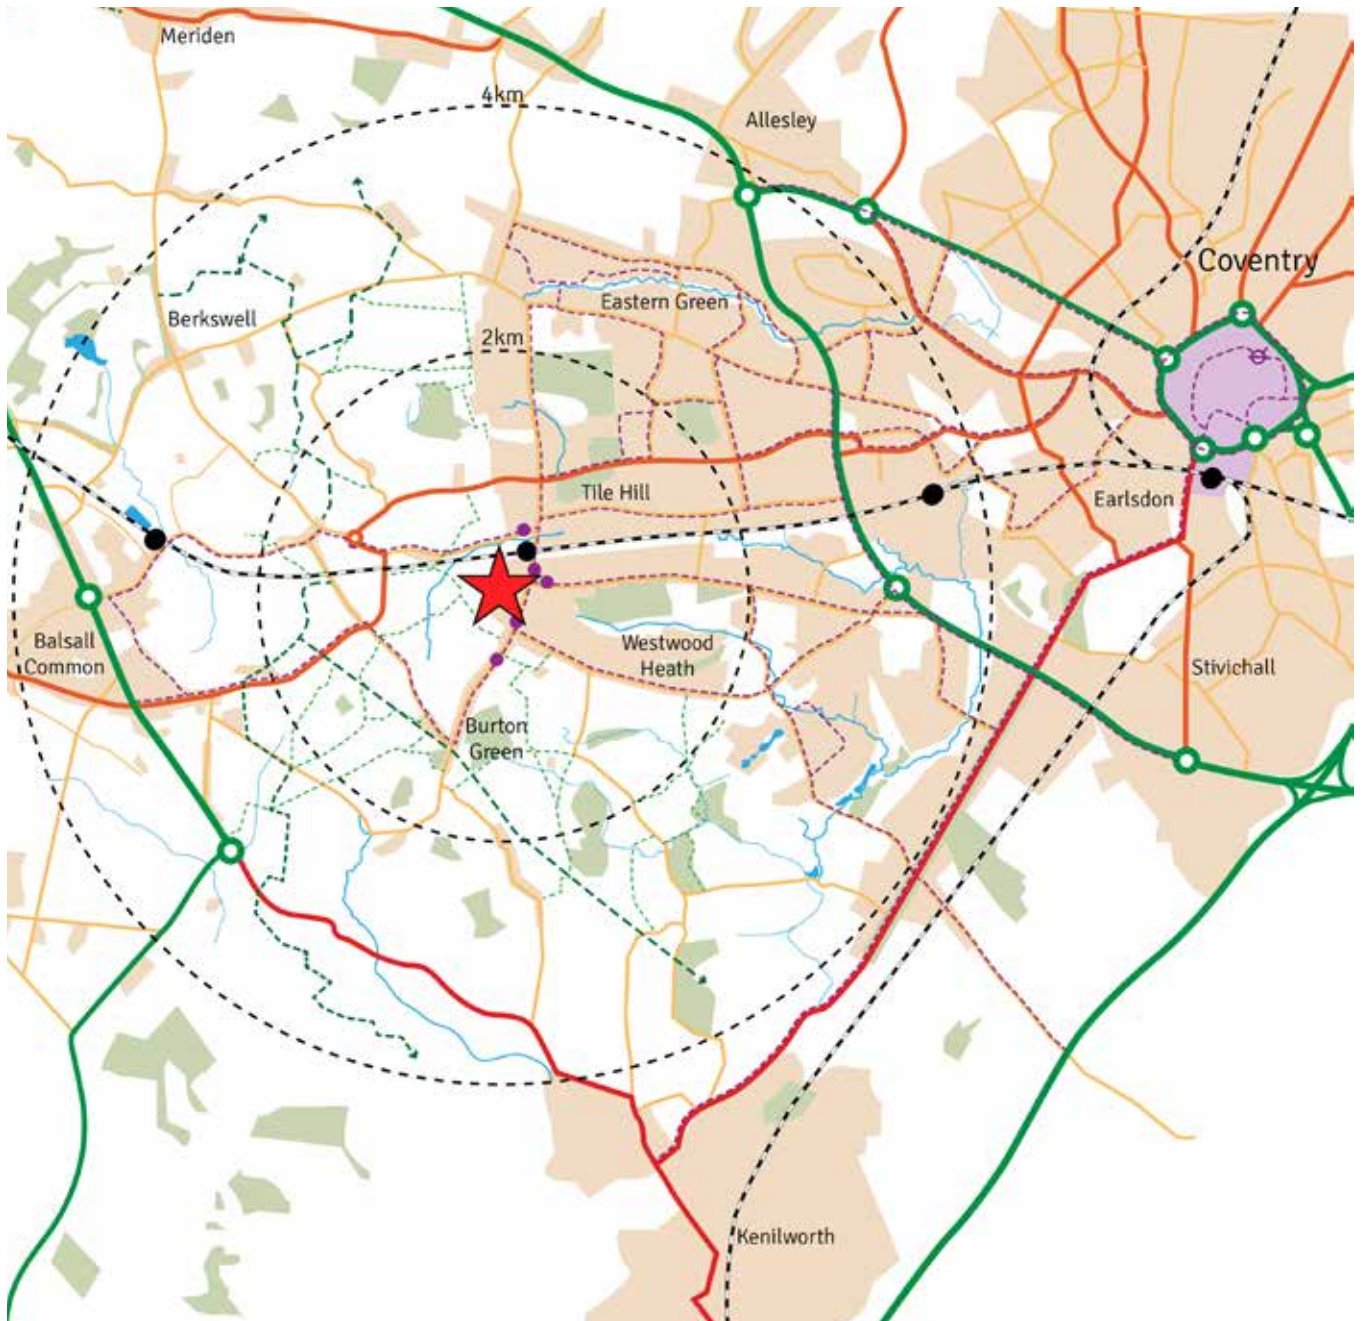 Meriden
4km
Allesley
Coventry
Eastern Green
Berkswell
2km
Tile Hill
Earlsdon
Balsall
Common
Westwood
Heath
Stivichall
Burton
Green
Kenilworth